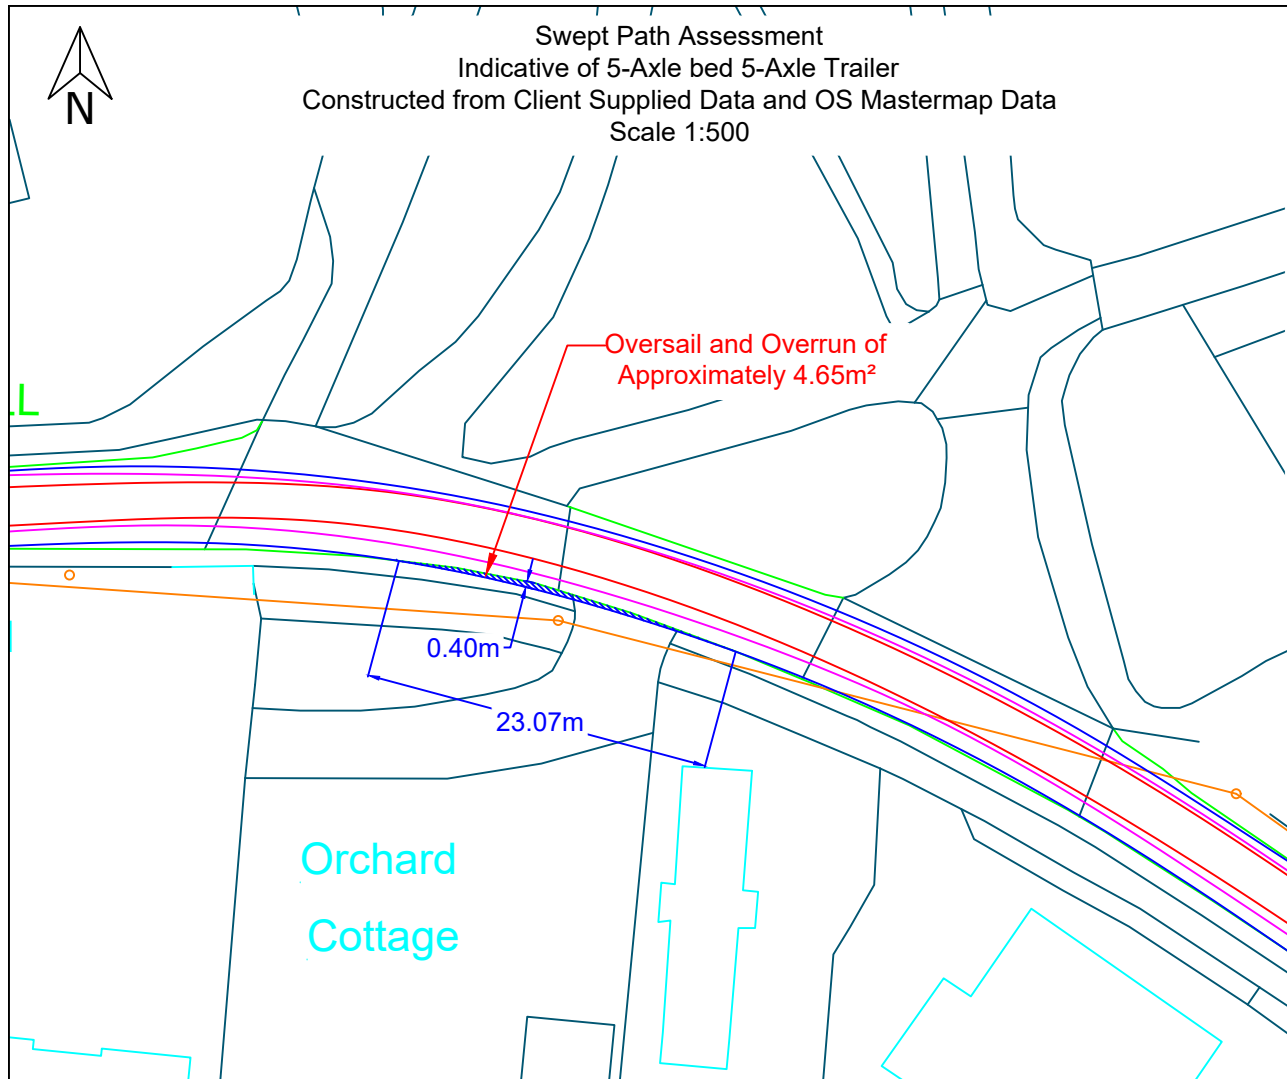 Swept Path Assessment
Indicative of 5-Axle bed 5-Axle Trailer
Constructed from Client Supplied Data and OS Mastermap Data
Scale 1:500
N
Oversail and Overrun of
Approximately 4.65m²
LL
0.40m
23.07m
Orchard
Cottage